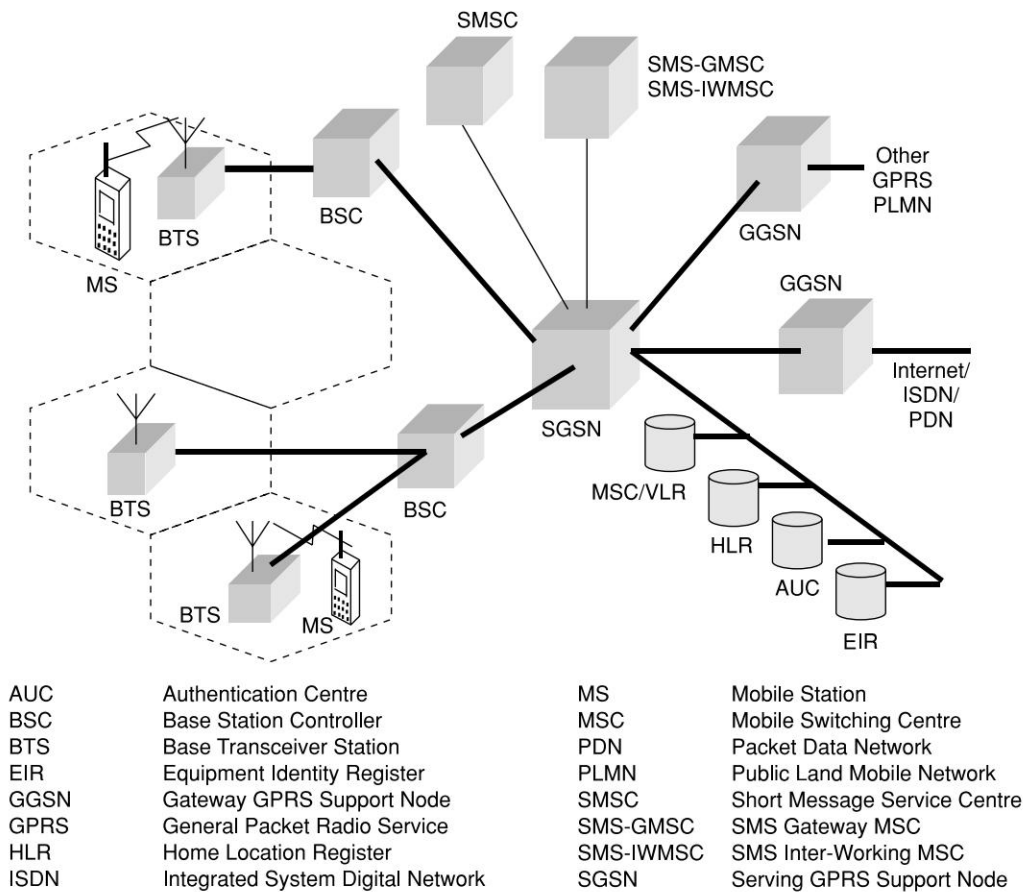 SMSC
SMS-GMSC
SMS-IWMSC
Other
GPRS
PLMN
BSC
BTS
GGSN
MS
GGSN
Internet/
ISDN/
PDN
SGSN
MSC/VLR
BTS
BSC
HLR
AUC
BTS
MS
EIR
AUC Authentication Centre
BSC Base Station Controller
BTS Base Transceiver Station
EIR Equipment Identity Register
GGSN Gateway GPRS Support Node
GPRS General Packet Radio Service
HLR Home Location Register
ISDN Integrated System Digital Network
MS Mobile Station
MSC Mobile Switching Centre
PDN Packet Data Network
PLMN Public Land Mobile Network
SMSC Short Message Service Centre
SMS-GMSC SMS Gateway MSC
SMS-IWMSC SMS Inter-Working MSC
SGSN Serving GPRS Support Node